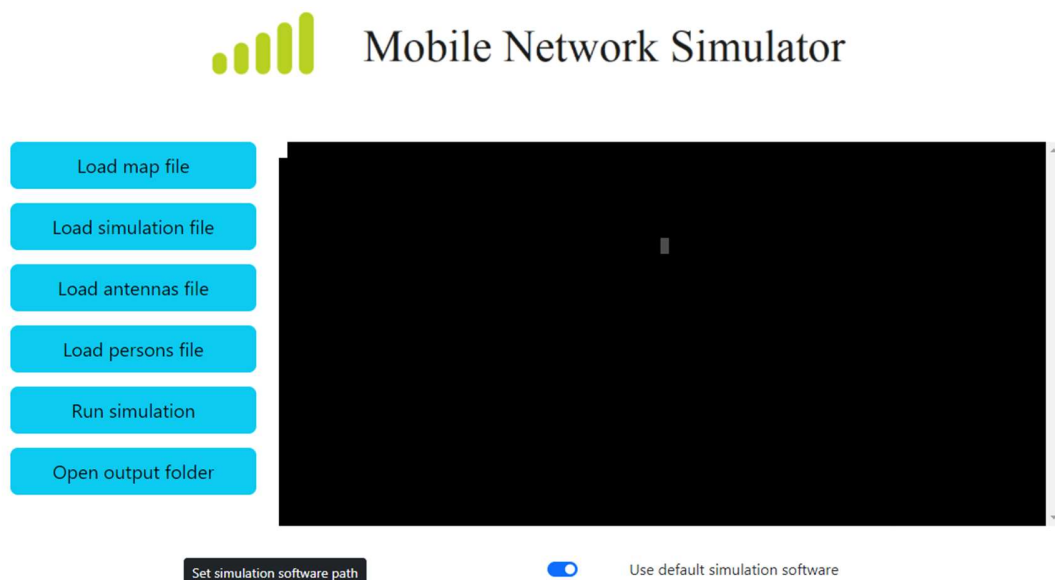 Mobile Network Simulator
Load map file
Load simulation file
Load antennas file
Load persons file
Run simulation
Open output folder
Set simulation software path
Use default simulation software